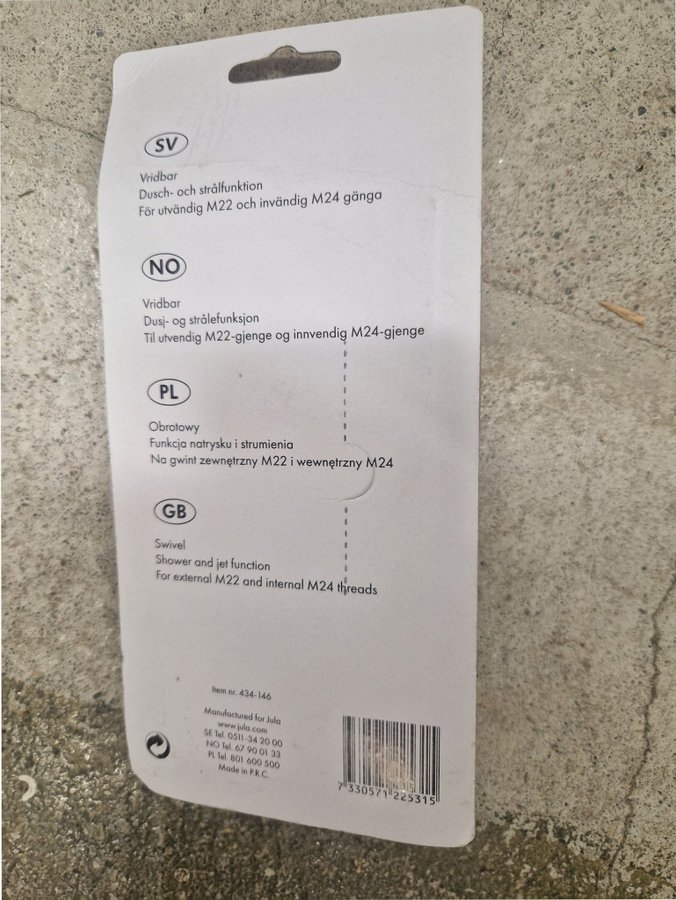 SV
Vridbar
Dusch- och strålfunktion
För utvändig M22 och invändig M24 gänga
NO
Vridbar
Dusj- og strålefunksjon
Til utvendig M22-gjenge og innvendig M24-gjenge
PL
Obrotowy
Funkcja natrysku i strumienia
Na gwint zewnętrzny M22 i wewnętrzny M24
GB
Swivel
Shower and jet function
For external M22 and internal M24 threads
Item nr. 434-146
Manufactured for Jula
www.jula.com
SE Tel. 0511-34 20 00
NO Tel. 67 90 01 33
Pl Tel. 801 600 500
Made in P.R.C.
7 330571 225315